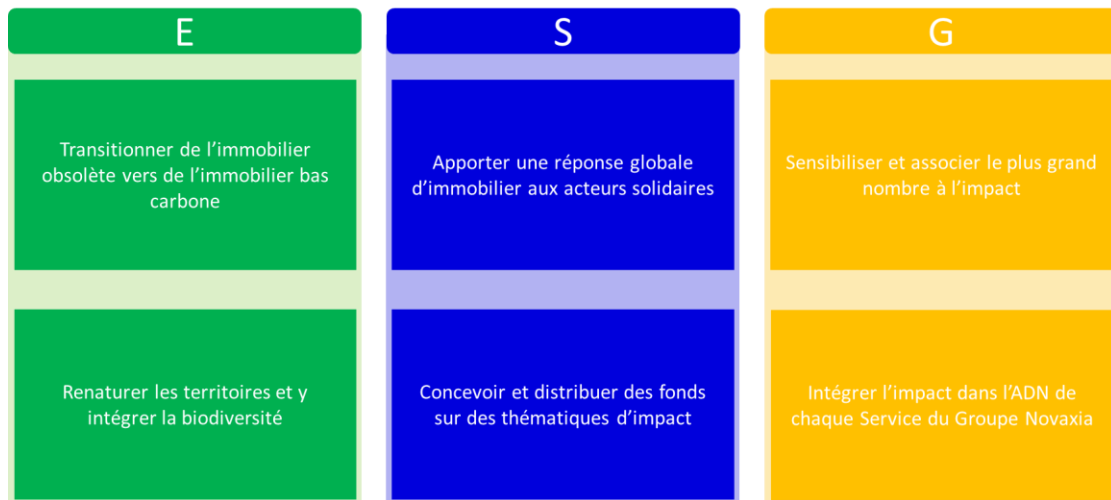 E
Transitionner de l’immobilier
obsolète vers de l’immobilier bas
carbone
Renaturer les territoires et y
intégrer la biodiversité
S
Apporter une réponse globale
d’immobilier aux acteurs solidaires
Concevoir et distribuer des fonds
sur des thématiques d’impact
G
Sensibiliser et associer le plus grand
nombre à l’impact
Intégrer l’impact dans l’ADN de
chaque Service du Groupe Novaxia